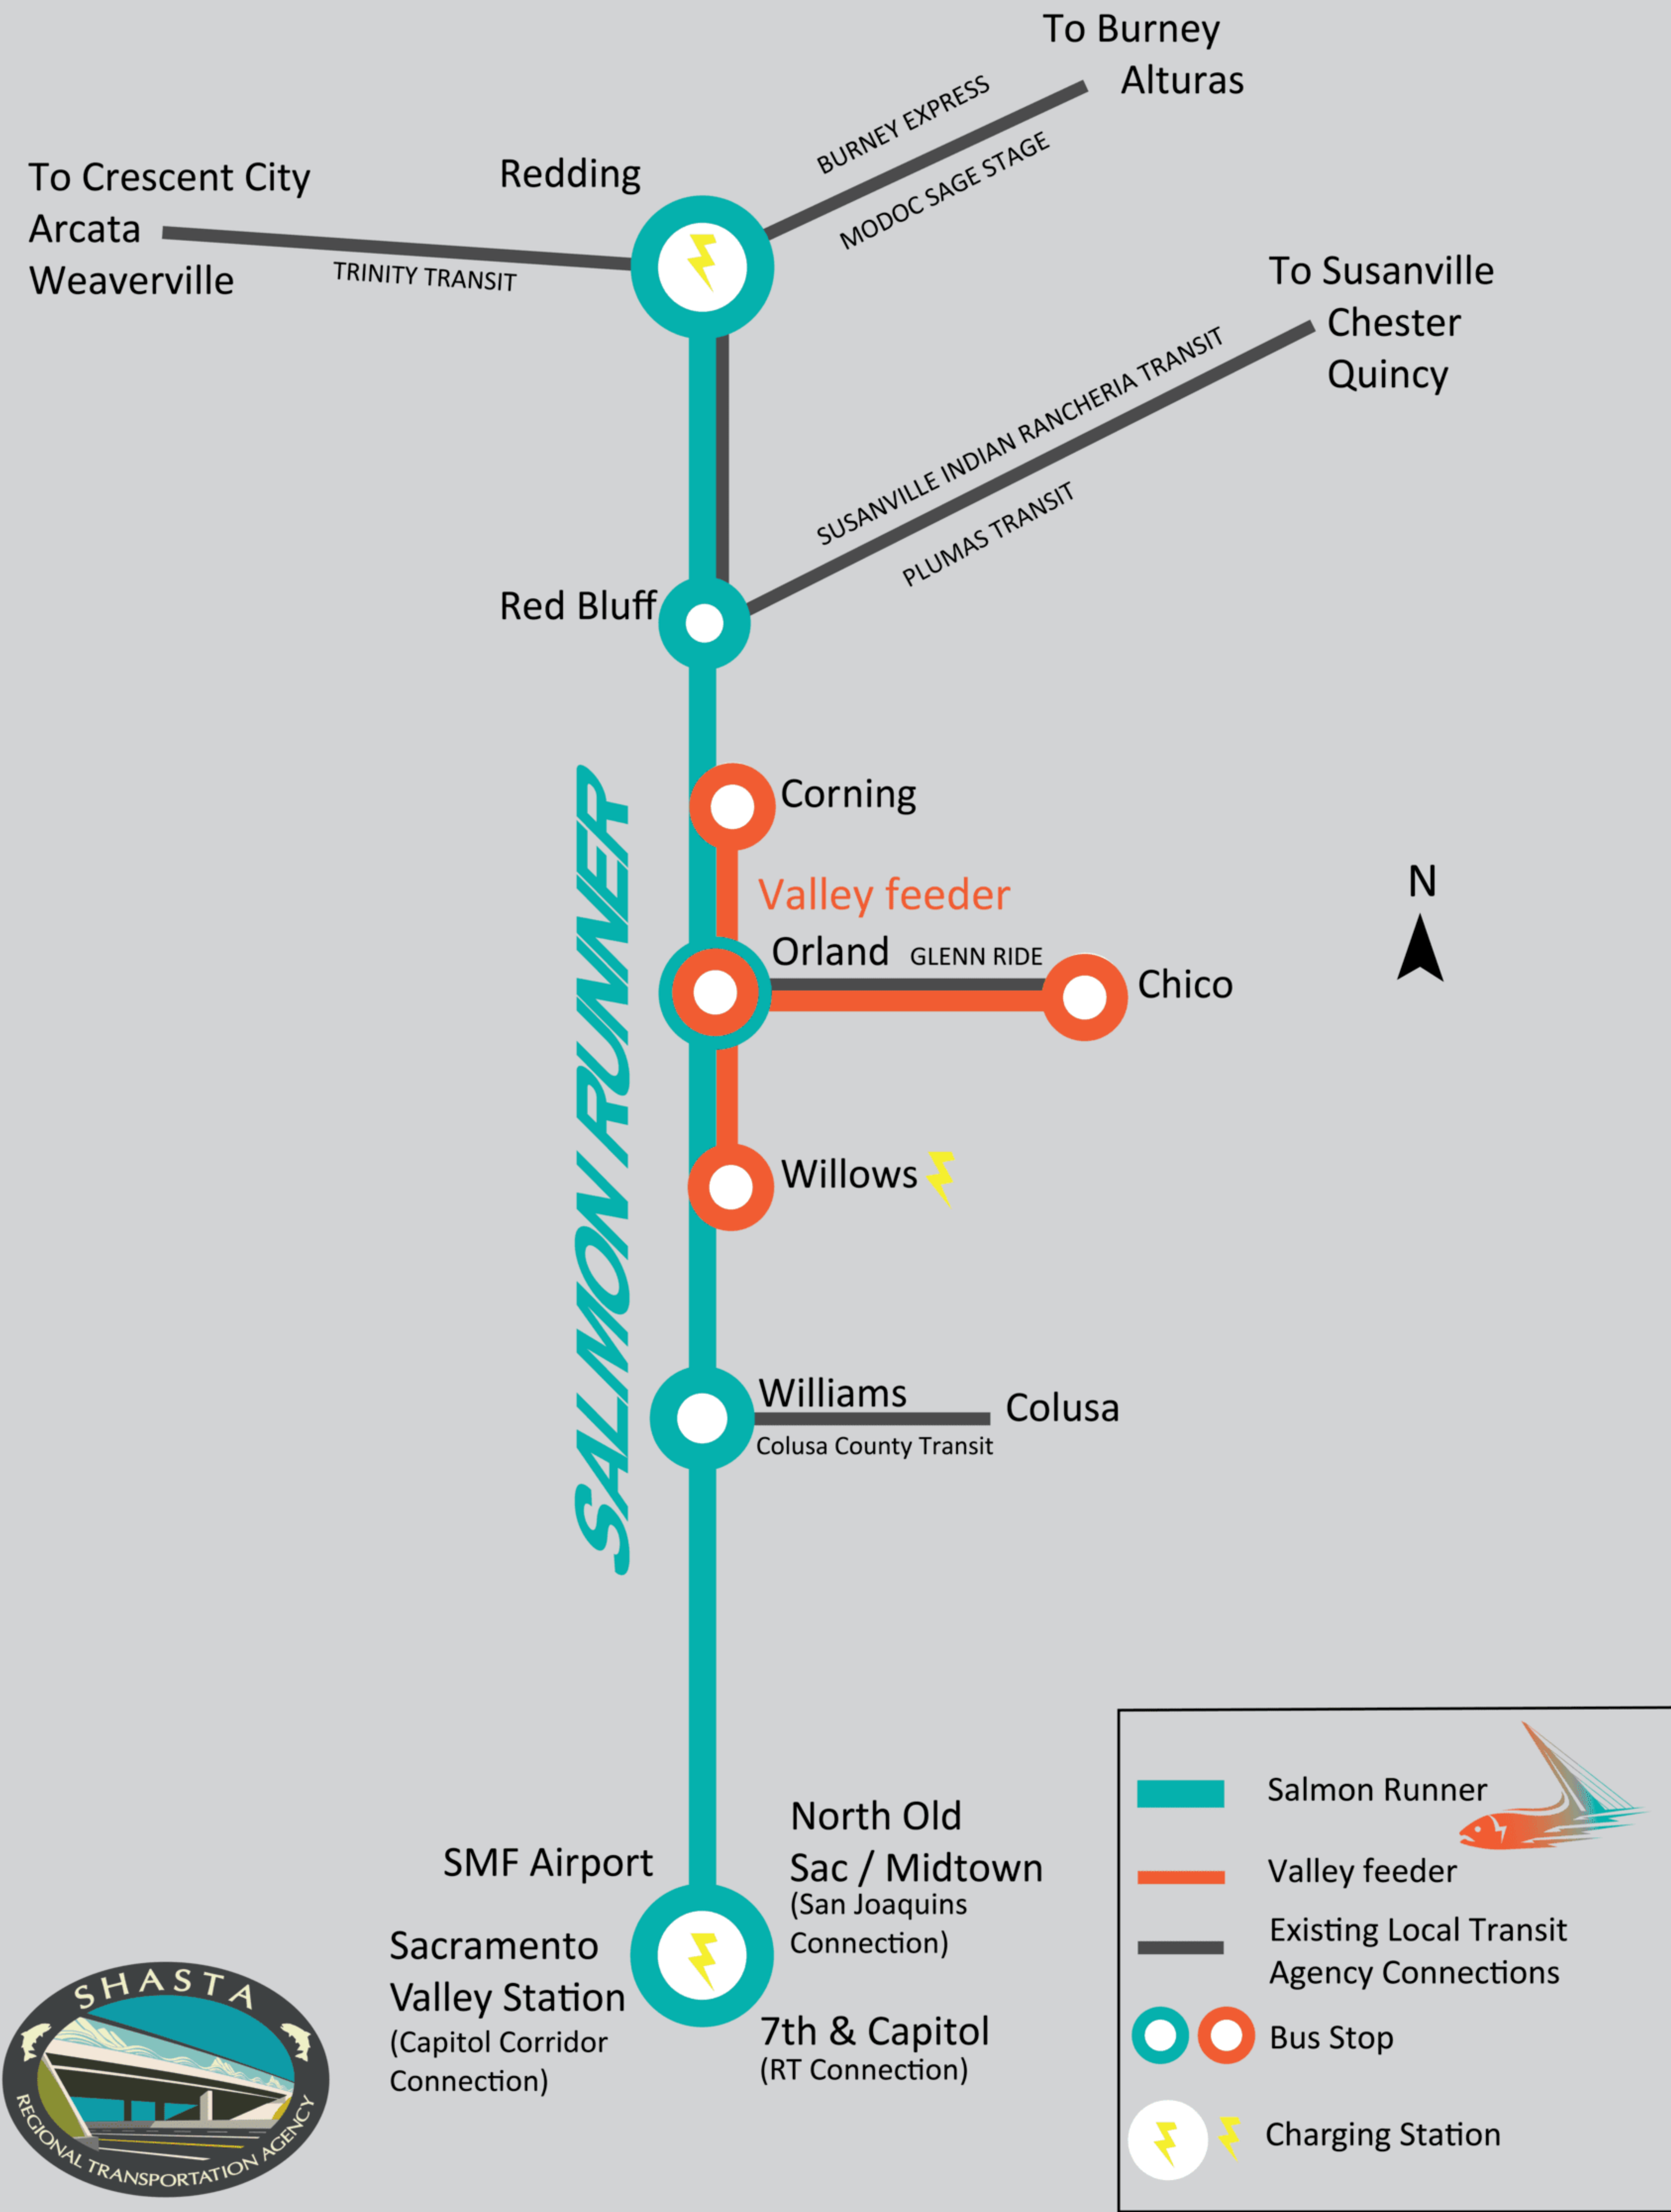 To Burney
Alturas
BURNEY EXPRESS
MODOC SAGE STAGE
Redding
To Crescent City
Arcata
Weaverville
TRINITY TRANSIT
To Susanville
Chester
Quincy
SUSANVILLE INDIAN RANCHERIA TRANSIT
PLUMAS TRANSIT
Red Bluff
SALMON RUNNER
Corning
Valley feeder
Orland GLENN RIDE
Chico
N
Willows
Williams
Colusa
Colusa County Transit
SMF Airport
North Old
Sac / Midtown
(San Joaquins
Connection)
Sacramento
Valley Station
(Capitol Corridor
Connection)
7th & Capitol
(RT Connection)
Salmon Runner
Valley feeder
Existing Local Transit
Agency Connections
Bus Stop
Charging Station
SHASTA
REGIONAL TRANSPORTATION AGENCY